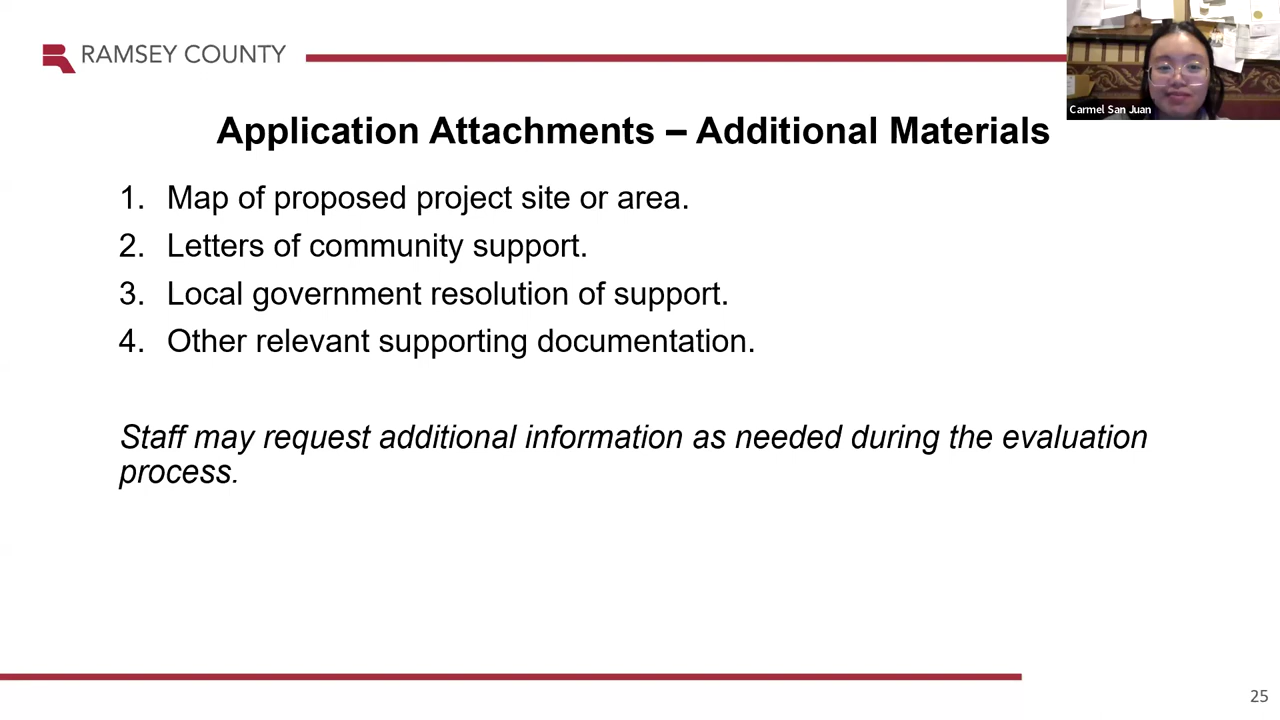 RAMSEY COUNTY
Carmel San Juan
Application Attachments – Additional Materials
1. Map of proposed project site or area.
2. Letters of community support.
3. Local government resolution of support.
4. Other relevant supporting documentation.
Staff may request additional information as needed during the evaluation
process.
25